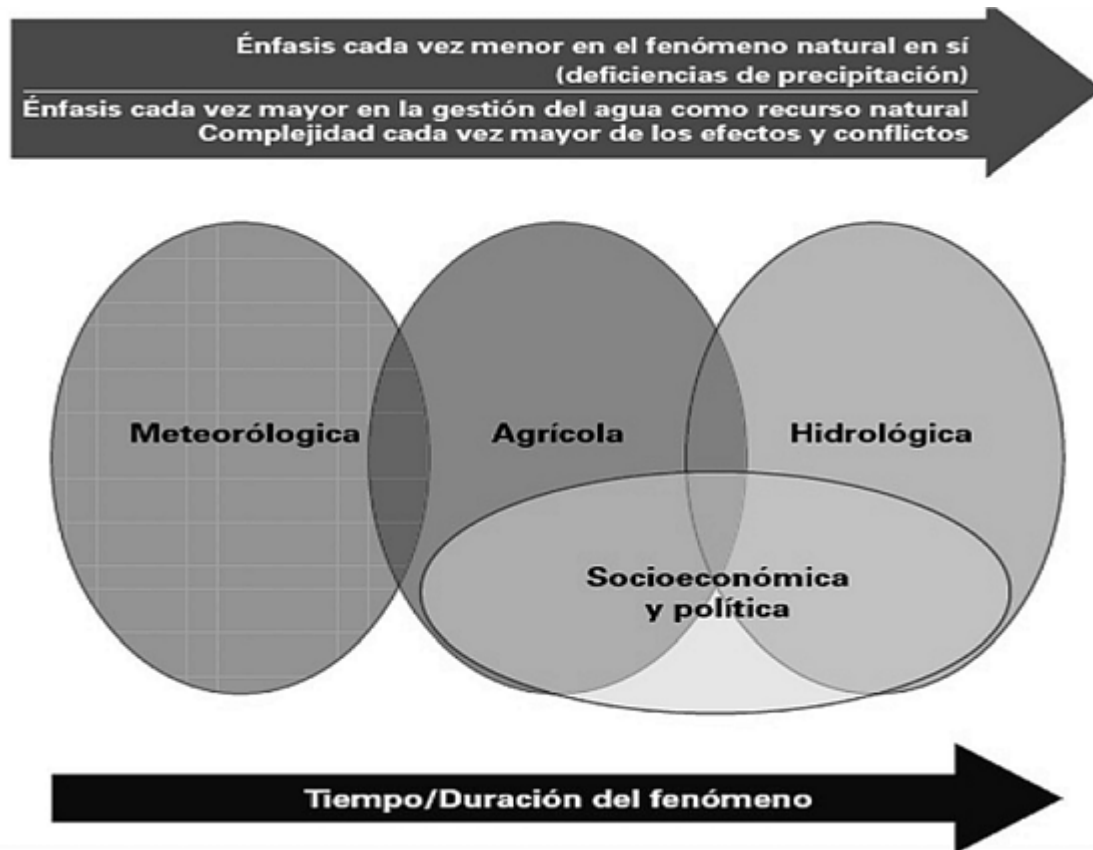 Énfasis cada vez menor en el fenómeno natural en sí
(deficiencias de precipitación)
Énfasis cada vez mayor en la gestión del agua como recurso natural
Complejidad cada vez mayor de los efectos y conflictos
Meteorólogica
Agrícola
Hidrológica
Socioeconómica
y política
Tiempo/Duración del fenómeno